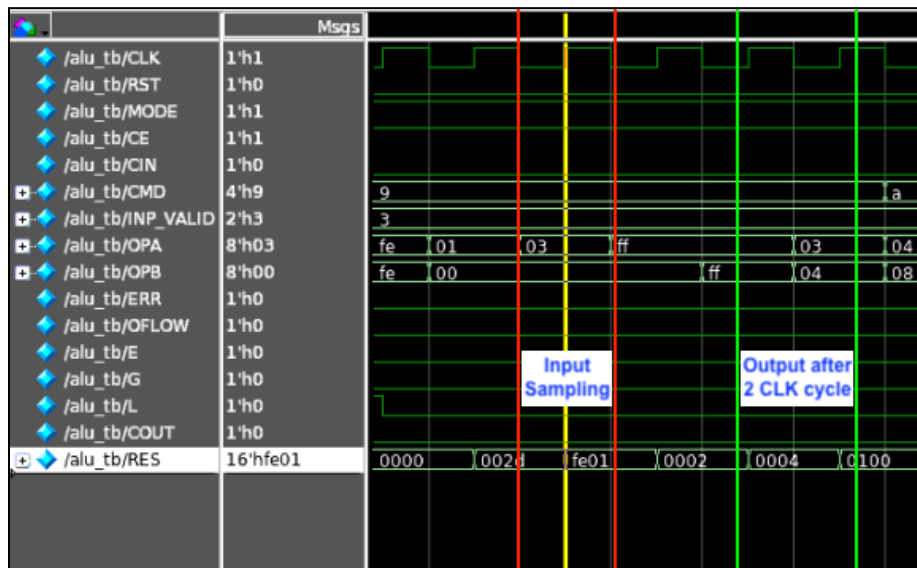 Msgs
/alu_tb/CLK 1'h1
/alu_tb/RST 1'h0
/alu_tb/MODE 1'h1
/alu_tb/CE 1'h1
/alu_tb/CIN 1'h0
/alu_tb/CMD 4'h9 9 a
/alu_tb/INP_VALID 2'h3 3
/alu_tb/OPA 8'h03 fe 01 03 ff 03 04
/alu_tb/OPB 8'h00 fe 00 ff 04 08
/alu_tb/ERR 1'h0
/alu_tb/OFLOW 1'h0
/alu_tb/E 1'h0
/alu_tb/G 1'h0
/alu_tb/L 1'h0
/alu_tb/COUT 1'h0
/alu_tb/RES 16'hfe01 0000 002d fe01 0002 0004 0100
Input
Sampling
Output after
2 CLK cycle